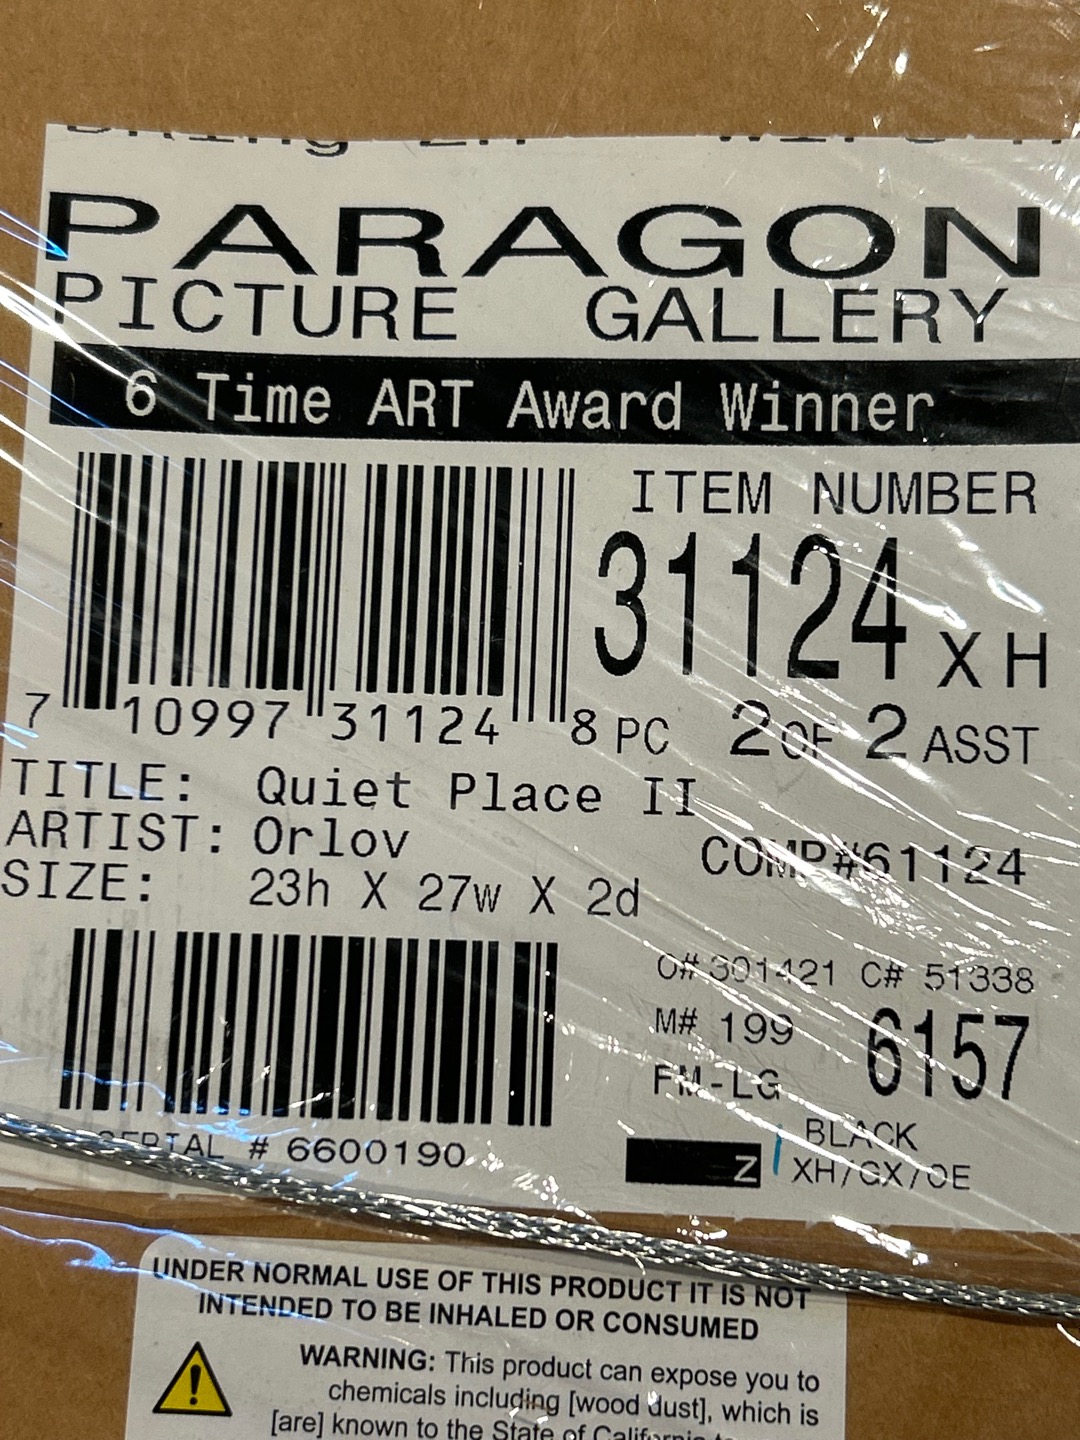 PARAGON
PICTURE GALLERY
6 Time ART Award Winner
ITEM NUMBER
31124 XH
7 10997 31124 8 PC 2 OF 2 ASST
TITLE: Quiet Place II
ARTIST: Orlov
COMP#61124
SIZE: 23h X 27w X 2d
O# 301421 C# 51338
M# 199 6157
FM-LG
BLACK
SERIAL # 6600190
Z XH/GX/OE
UNDER NORMAL USE OF THIS PRODUCT IT IS NOT
INTENDED TO BE INHALED OR CONSUMED
WARNING: This product can expose you to
chemicals including [wood dust], which is
[are] known to the State of California to